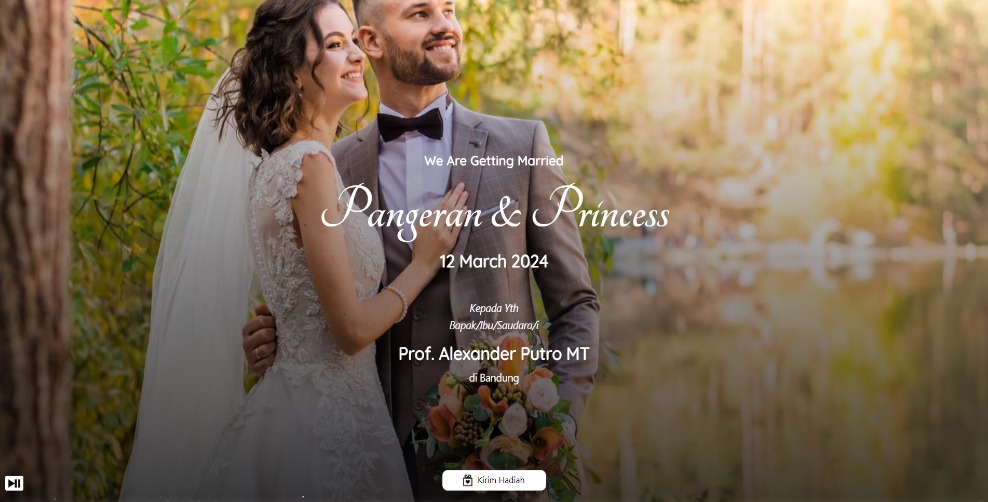 We Are Getting Married
Pangeran & Princess
12 March 2024
Kepada Yth
Bapak/Ibu/Saudara/i
Prof. Alexander Putro MT
di Bandung
Kirim Hadiah